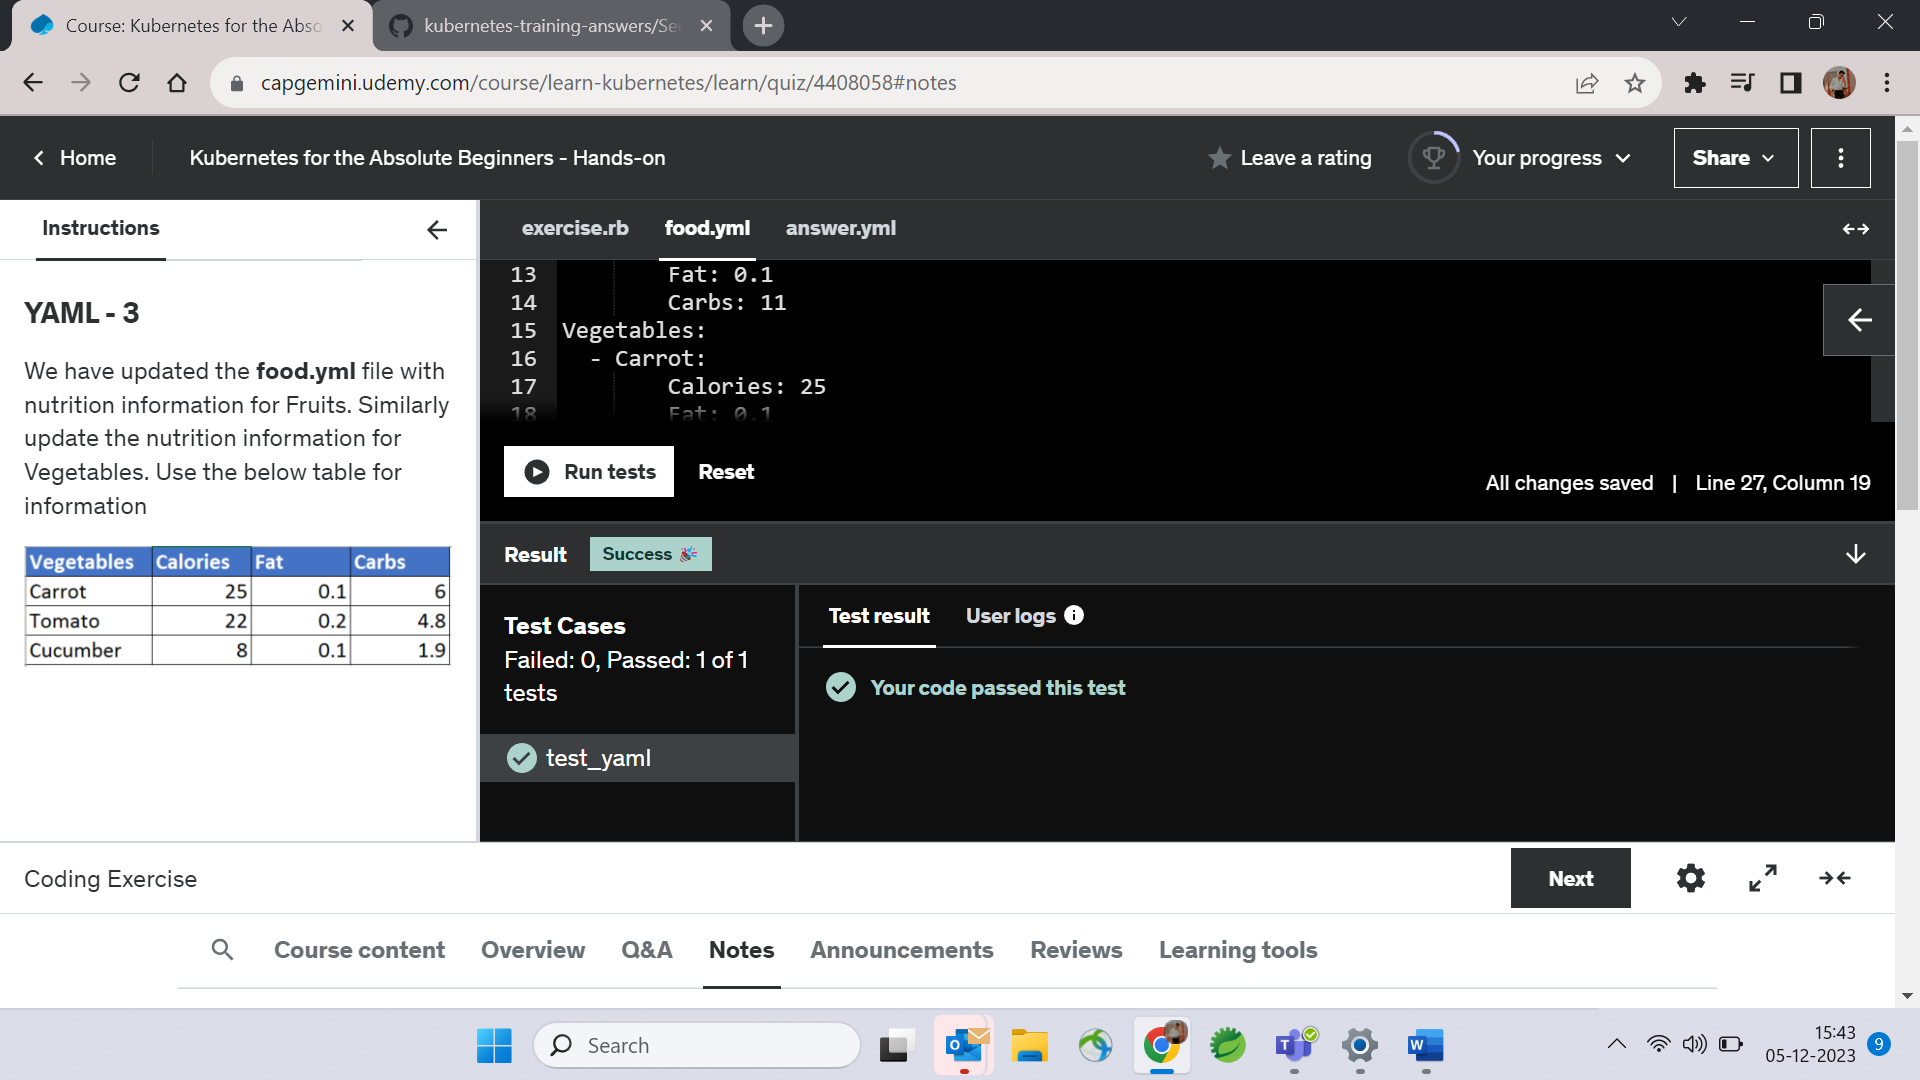 Course: Kubernetes for the Abso
kubernetes-training-answers/Se
capgemini.udemy.com/course/learn-kubernetes/learn/quiz/4408058#notes
Home
Kubernetes for the Absolute Beginners - Hands-on
Leave a rating
Your progress
Share
Instructions
YAML - 3
We have updated the food.yml file with
nutrition information for Fruits. Similarly
update the nutrition information for
Vegetables. Use the below table for
information
Vegetables Calories Fat Carbs
Carrot 25 0.1 6
Tomato 22 0.2 4.8
Cucumber 8 0.1 1.9
exercise.rb food.yml answer.yml
13 Fat: 0.1
14 Carbs: 11
15 Vegetables:
16 - Carrot:
17 Calories: 25
18 Fat: 0.1
Run tests Reset
All changes saved | Line 27, Column 19
Result Success
Test Cases
Failed: 0, Passed: 1 of 1
tests
test_yaml
Test result User logs
Your code passed this test
Coding Exercise
Next
Course content Overview Q&A Notes Announcements Reviews Learning tools
Search
15:43
05-12-2023
9